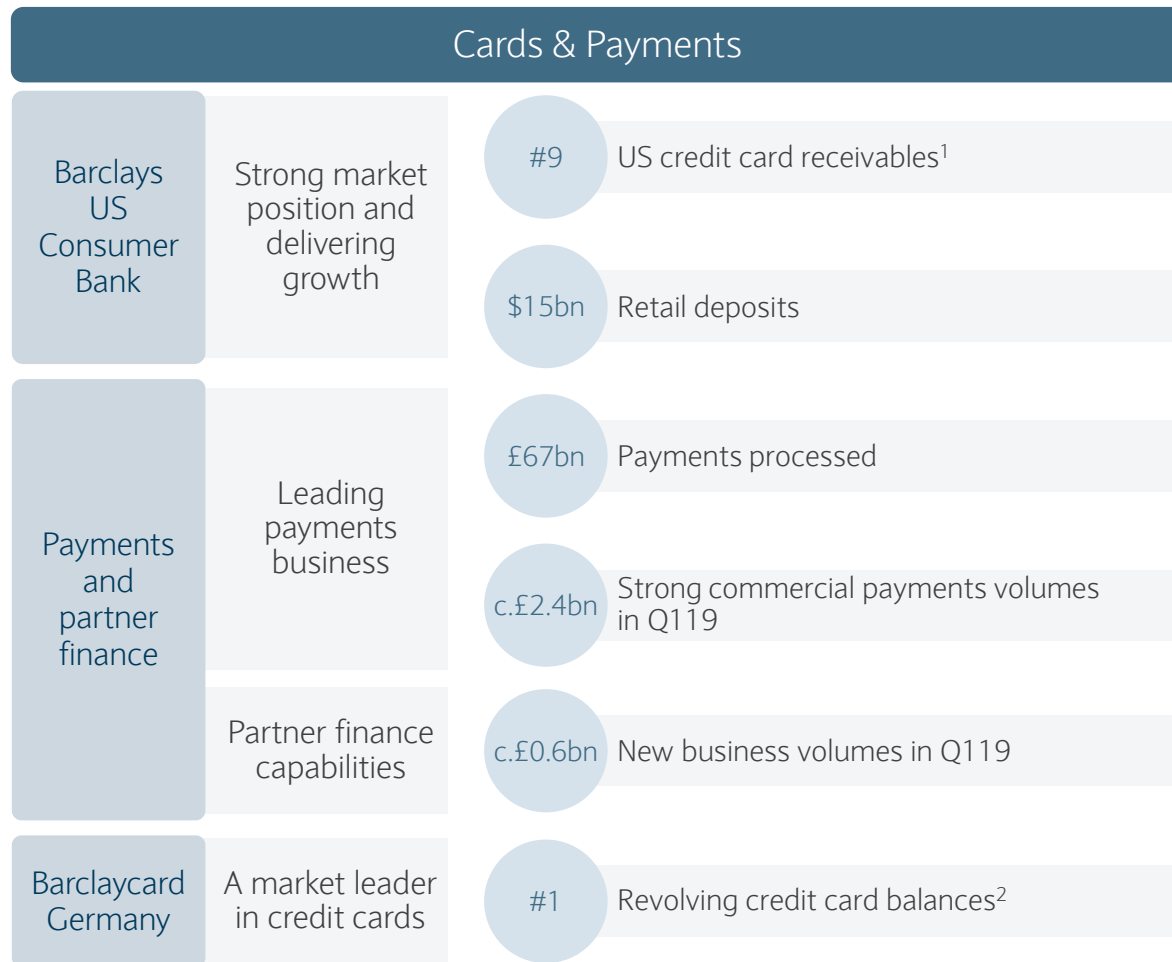 Cards & Payments
Barclays
US
Consumer
Bank
Strong market
position and
delivering
growth
#9
US credit card receivables¹
$15bn
Retail deposits
Payments
and
partner
finance
Leading
payments
business
£67bn
Payments processed
c.£2.4bn
Strong commercial payments volumes
in Q119
Partner finance
capabilities
c.£0.6bn
New business volumes in Q119
Barclaycard
Germany
A market leader
in credit cards
#1
Revolving credit card balances²